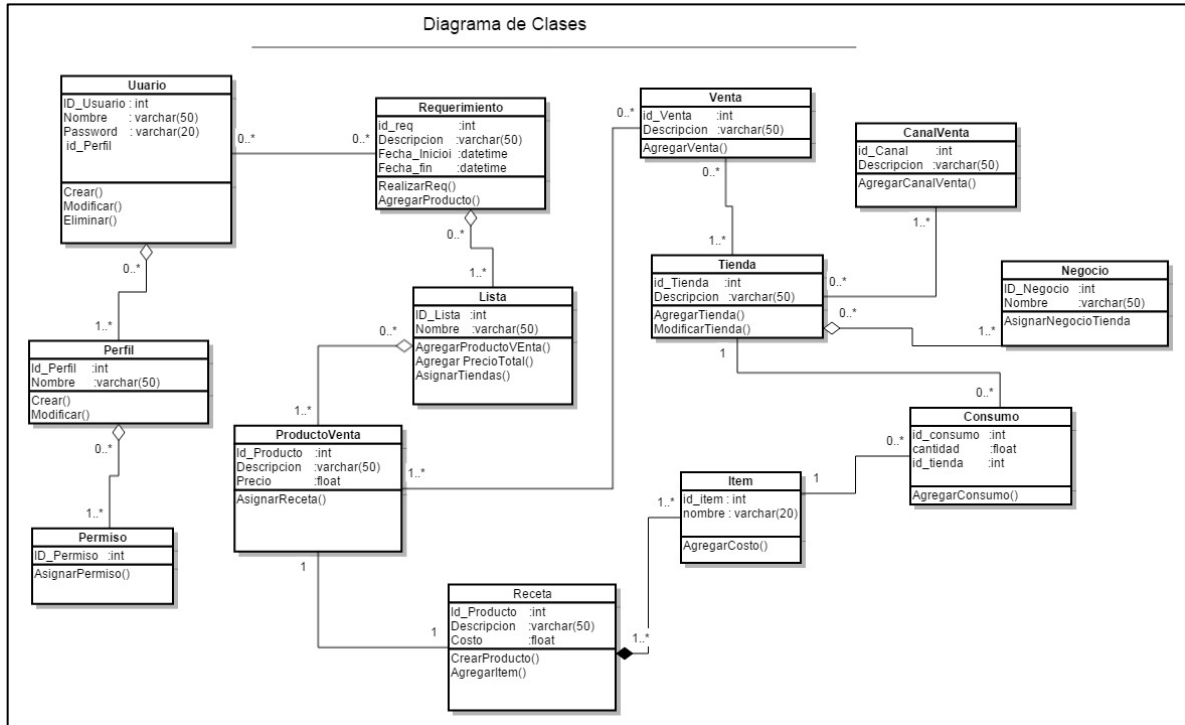 Diagrama de Clases
Uuario
ID_Usuario : int
Nombre : varchar(50)
Password : varchar(20)
id_Perfil
Crear()
Modificar()
Eliminar()
0..*
0..*
Requerimiento
id_req :int
Descripcion :varchar(50)
Fecha_Inicioi :datetime
Fecha_fin :datetime
RealizarReq()
AgregarProducto()
0..*
Venta
id_Venta :int
Descripcion :varchar(50)
AgregarVenta()
0..*
CanalVenta
id_Canal :int
Descripcion :varchar(50)
AgregarCanalVenta()
1..*
0..*
1..*
0..*
1..*
Tienda
id_Tienda :int
Descripcion :varchar(50)
AgregarTienda()
ModificarTienda()
0..*
0..*
1
Negocio
ID_Negocio : int
Nombre :varchar(50)
AsignarNegocioTienda
1..*
Lista
ID_Lista :int
Nombre :varchar(50)
AgregarProductoVEnta()
Agregar PrecioTotal()
AsignarTiendas()
0..*
0..*
1..*
Perfil
Id_Perfil :int
Nombre :varchar(50)
Crear()
Modificar()
0..*
1..*
ProductoVenta
Id_Producto :int
Descripcion :varchar(50)
Precio :float
AsignarReceta()
1..*
1
0..*
Consumo
id_consumo :int
cantidad :float
id_tienda :int
AgregarConsumo()
0..*
1
Item
id_item : int
nombre : varchar(20)
AgregarCosto()
1..*
1..*
Permiso
ID_Permiso :int
AsignarPermiso()
Receta
Id_Producto :int
Descripcion :varchar(50)
Costo :float
CrearProducto()
AgregarItem()
1
1..*